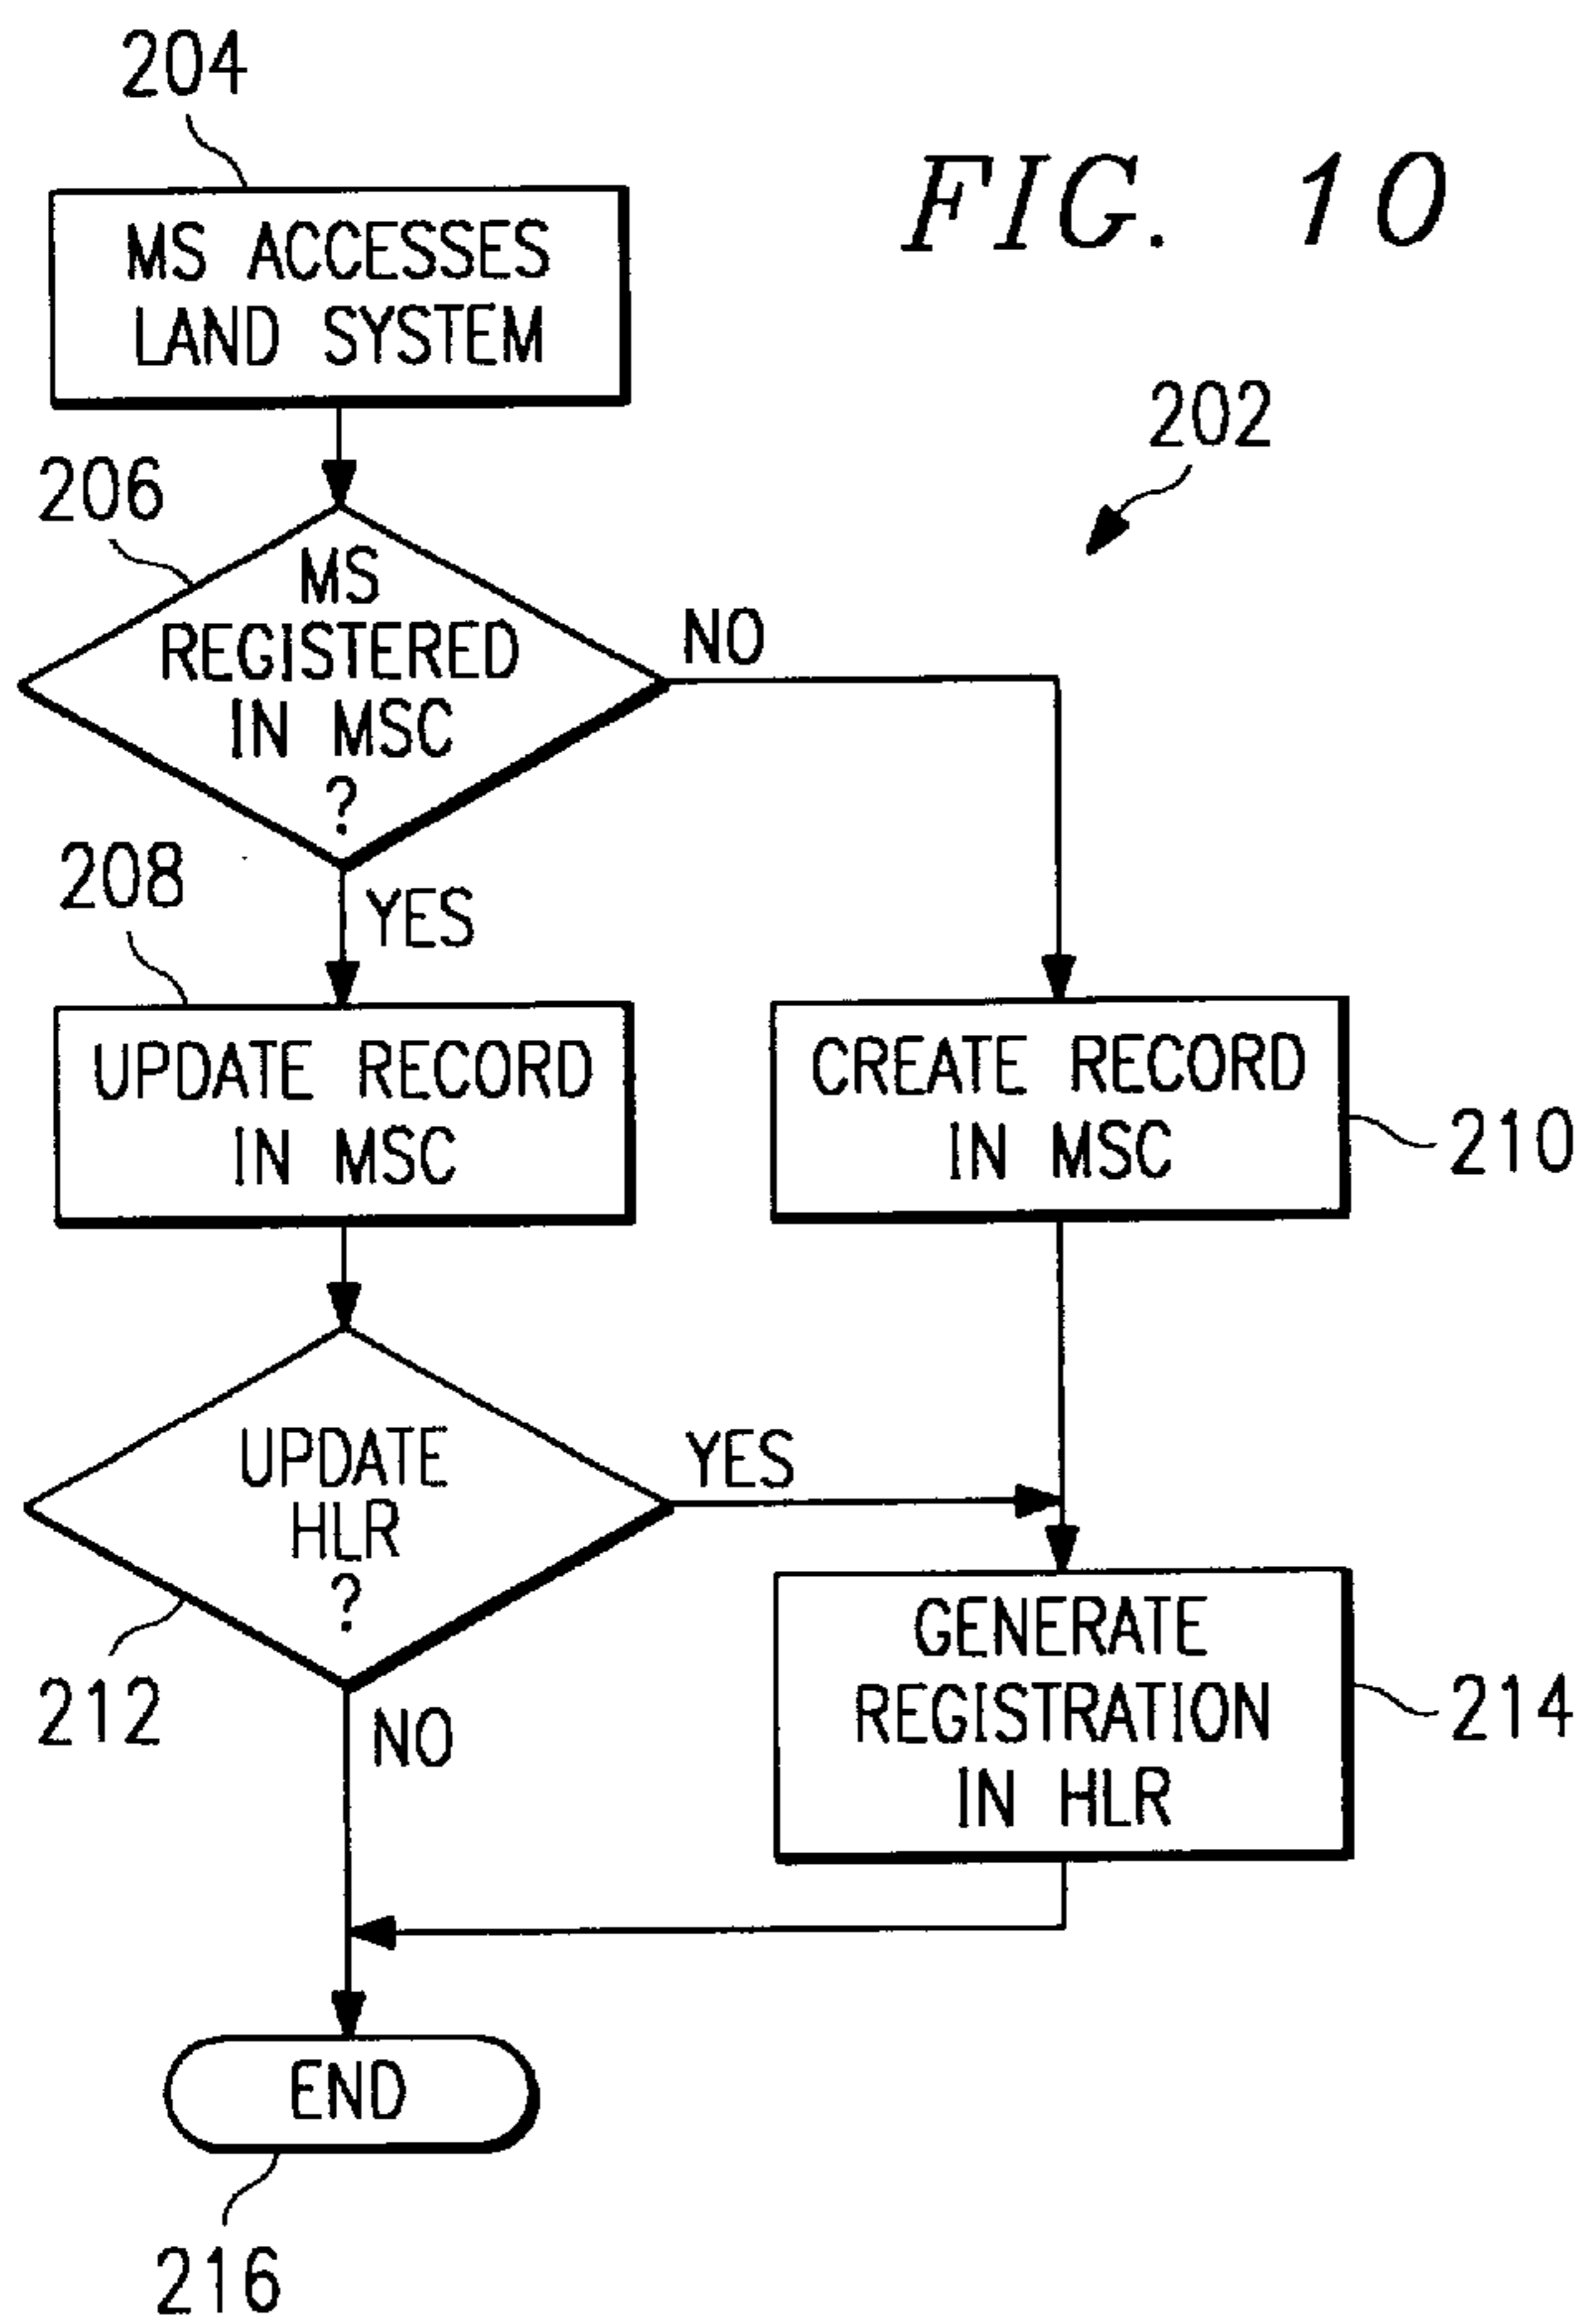 204
FIG. 10
MS ACCESSES
LAND SYSTEM
202
206
MS
REGISTERED
IN MSC
?
NO
208
YES
UPDATE RECORD
IN MSC
CREATE RECORD
IN MSC
210
UPDATE
HLR
?
YES
212
NO
GENERATE
REGISTRATION
IN HLR
214
END
216